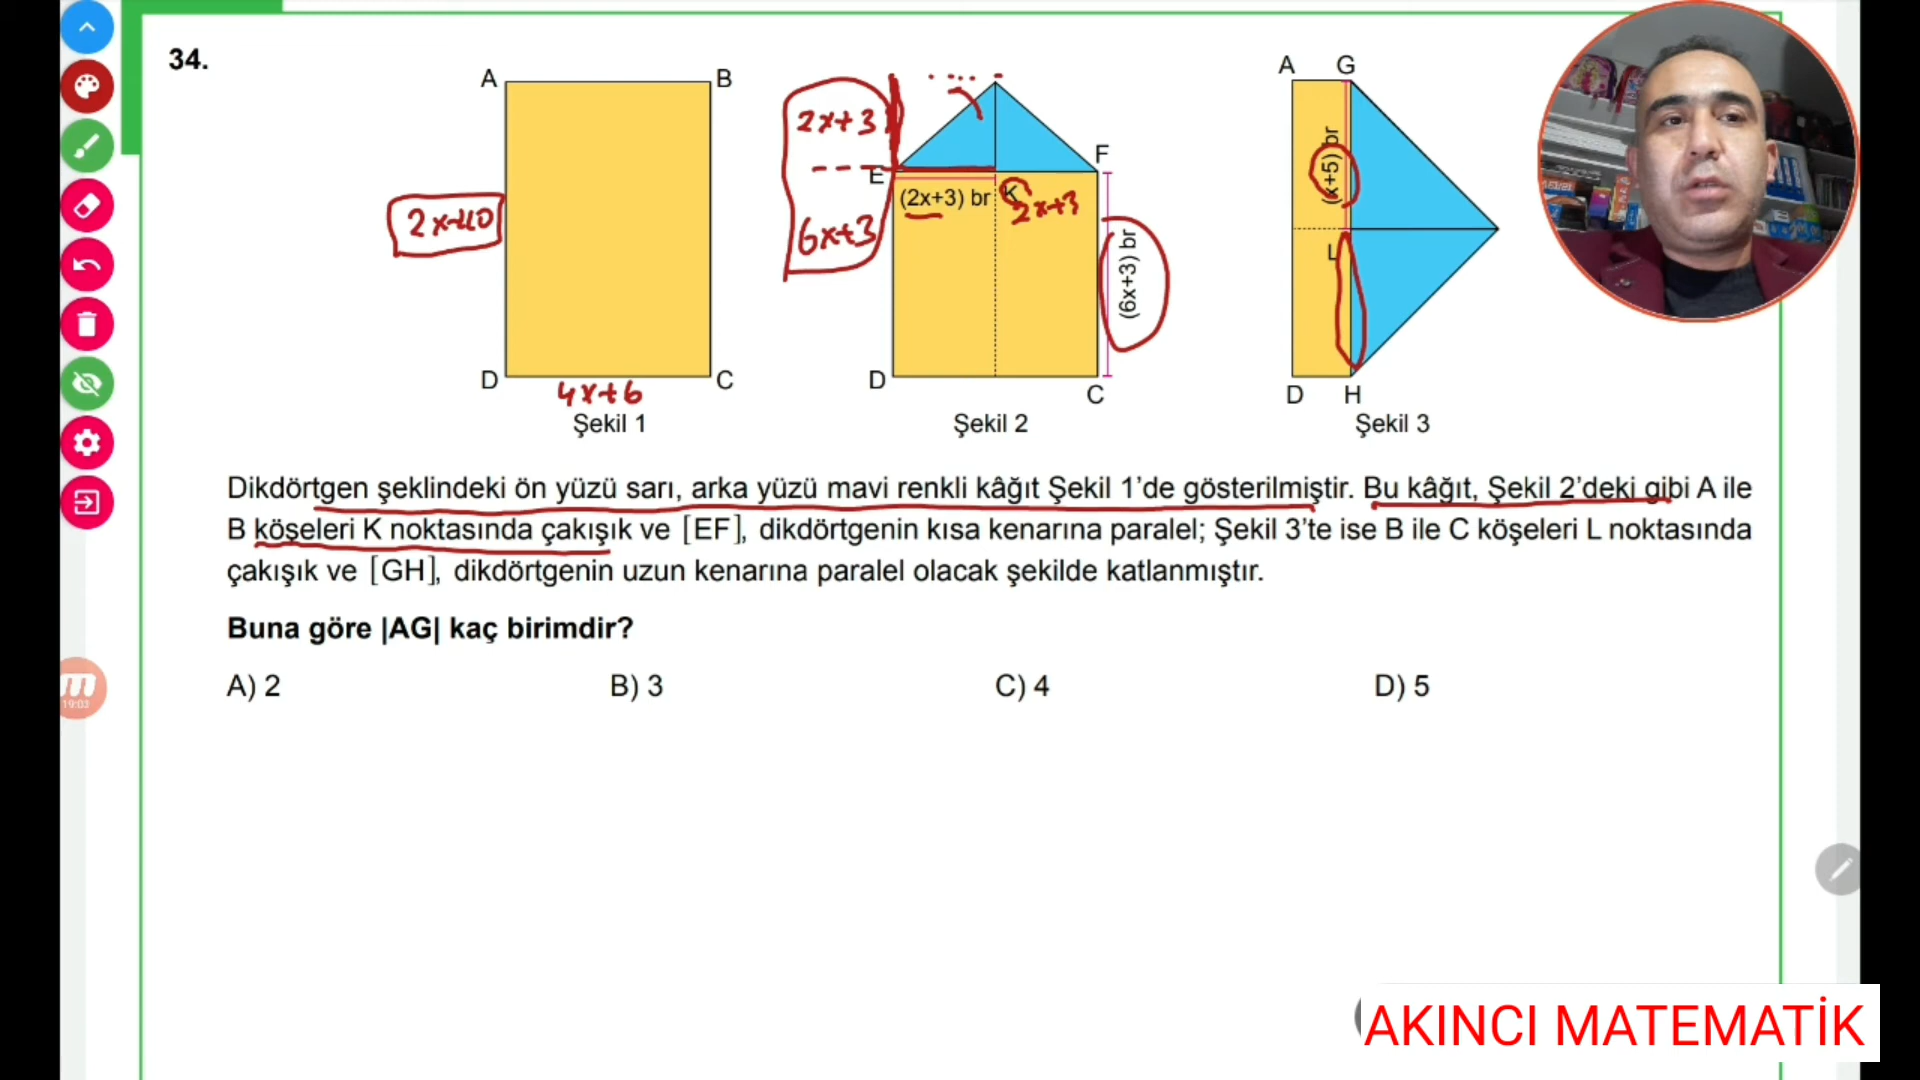 34.
A
B
2x+10
D
C
4x+6
Şekil 1
2x+3
6x+3
E
F
(2x+3) br
K
2x+3
(6x+3) br
D
C
Şekil 2
A
G
(x+5) br
L
D
H
Şekil 3
Dikdörtgen şeklindeki ön yüzü sarı, arka yüzü mavi renkli kâğıt Şekil 1’de gösterilmiştir. Bu kâğıt, Şekil 2’deki gibi A ile
B köşeleri K noktasında çakışık ve [EF], dikdörtgenin kısa kenarına paralel; Şekil 3’te ise B ile C köşeleri L noktasında
çakışık ve [GH], dikdörtgenin uzun kenarına paralel olacak şekilde katlanmıştır.
Buna göre |AG| kaç birimdir?
A) 2
B) 3
C) 4
D) 5
19:03
AKINCI MATEMATİK